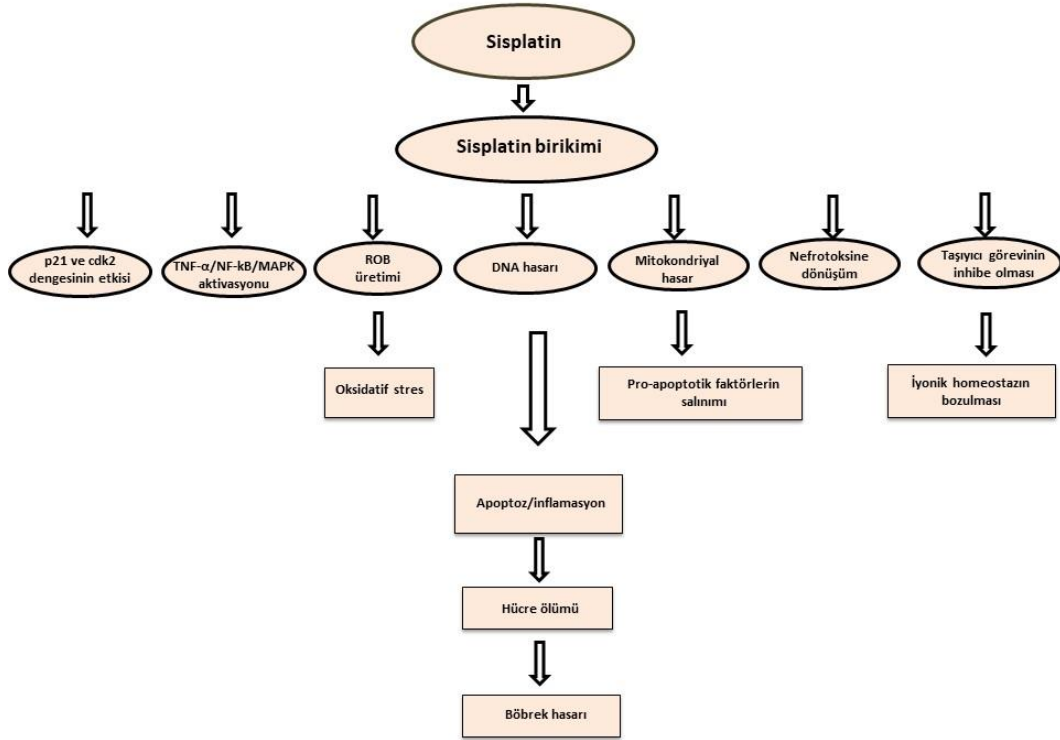 Sisplatin
Sisplatin birikimi
p21 ve cdk2
dengesinin etkisi
TNF-α/NF-kB/MAPK
aktivasyonu
ROB
üretimi
DNA hasarı
Mitokondriyal
hasar
Nefrotoksine
dönüşüm
Taşıyıcı görevinin
inhibe olması
Oksidatif stres
Pro-apoptotik faktörlerin
salınımı
İyonik homeostazın
bozulması
Apoptoz/inflamasyon
Hücre ölümü
Böbrek hasarı